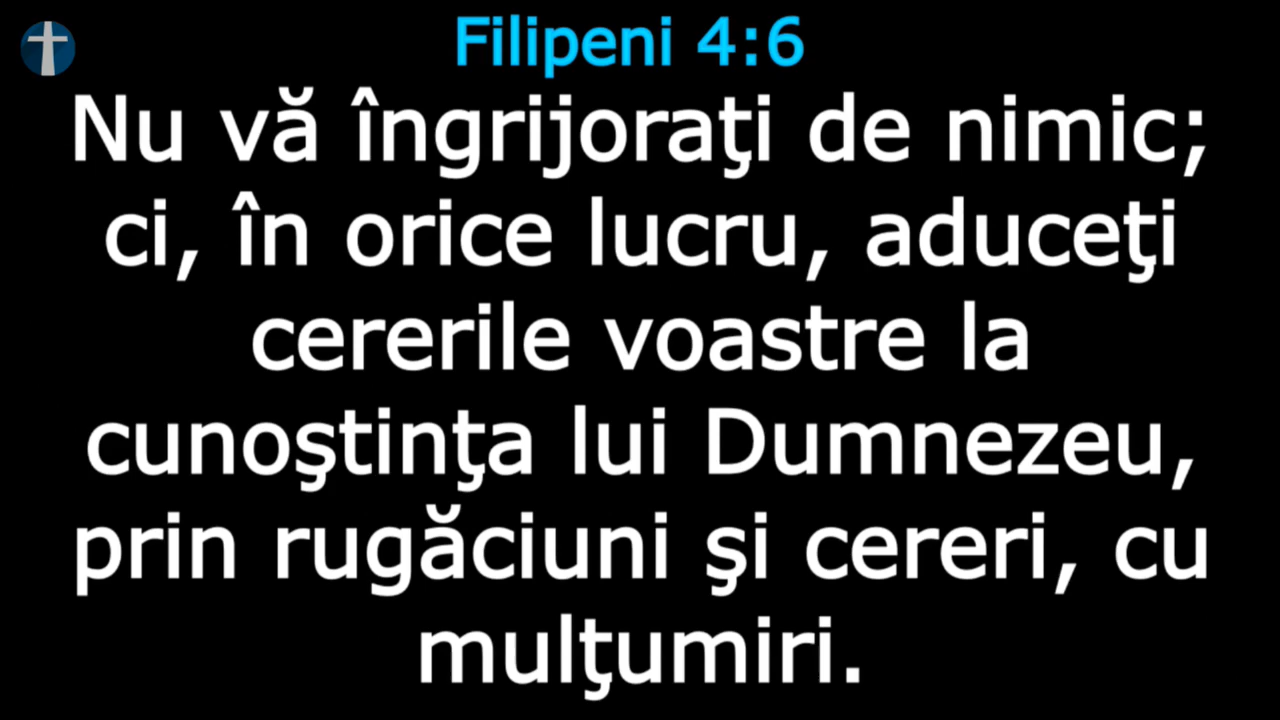 Filipeni 4:6
Nu vă îngrijoraţi de nimic;
ci, în orice lucru, aduceţi
cererile voastre la
cunoştinţa lui Dumnezeu,
prin rugăciuni şi cereri, cu
mulţumiri.